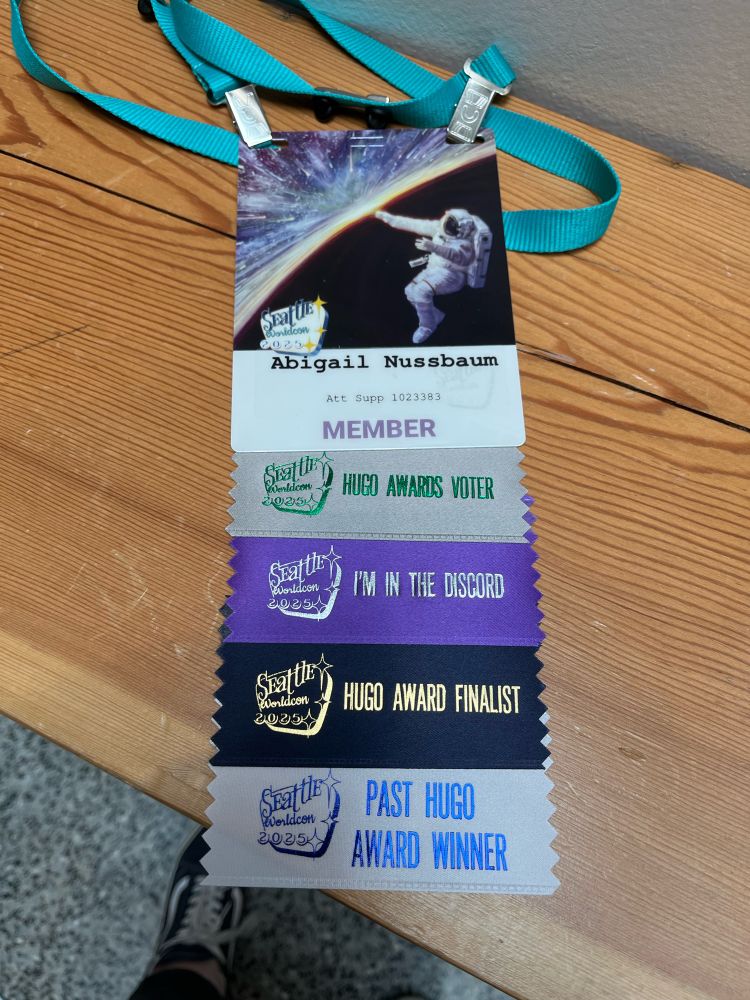 Seattle
Worldcon
2025
Abigail Nussbaum
Att Supp 1023383
MEMBER
Seattle
Worldcon
2025
HUGO AWARDS VOTER
Seattle
Worldcon
2025
I'M IN THE DISCORD
Seattle
Worldcon
2025
HUGO AWARD FINALIST
Seattle
Worldcon
2025
PAST HUGO
AWARD WINNER